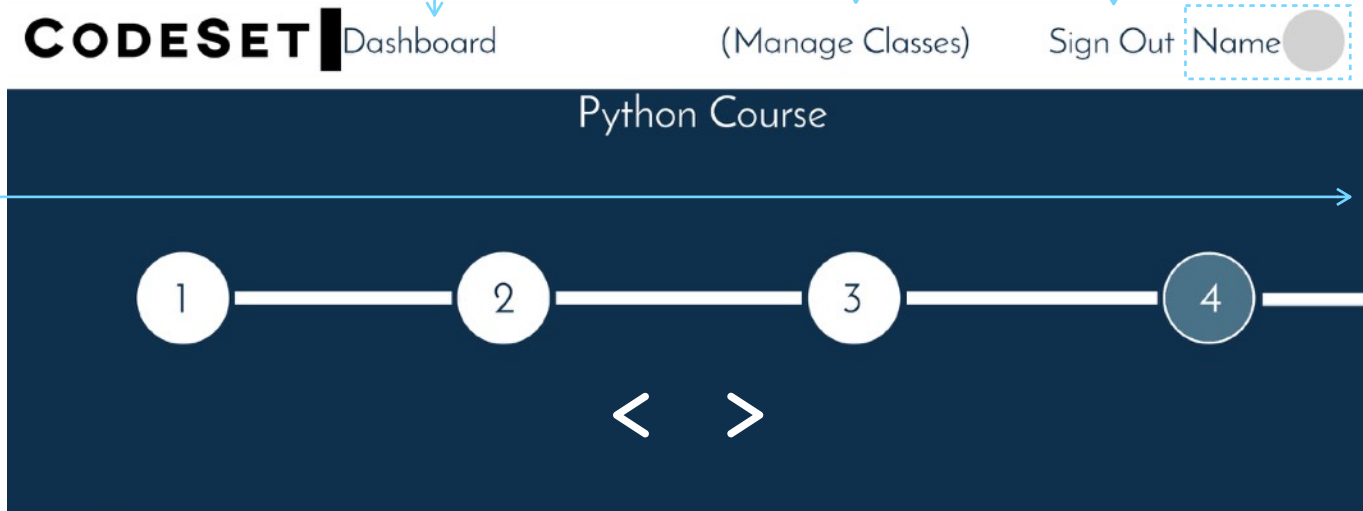 CODESET Dashboard (Manage Classes) Sign Out Name
Python Course
1 2 3 4
< >